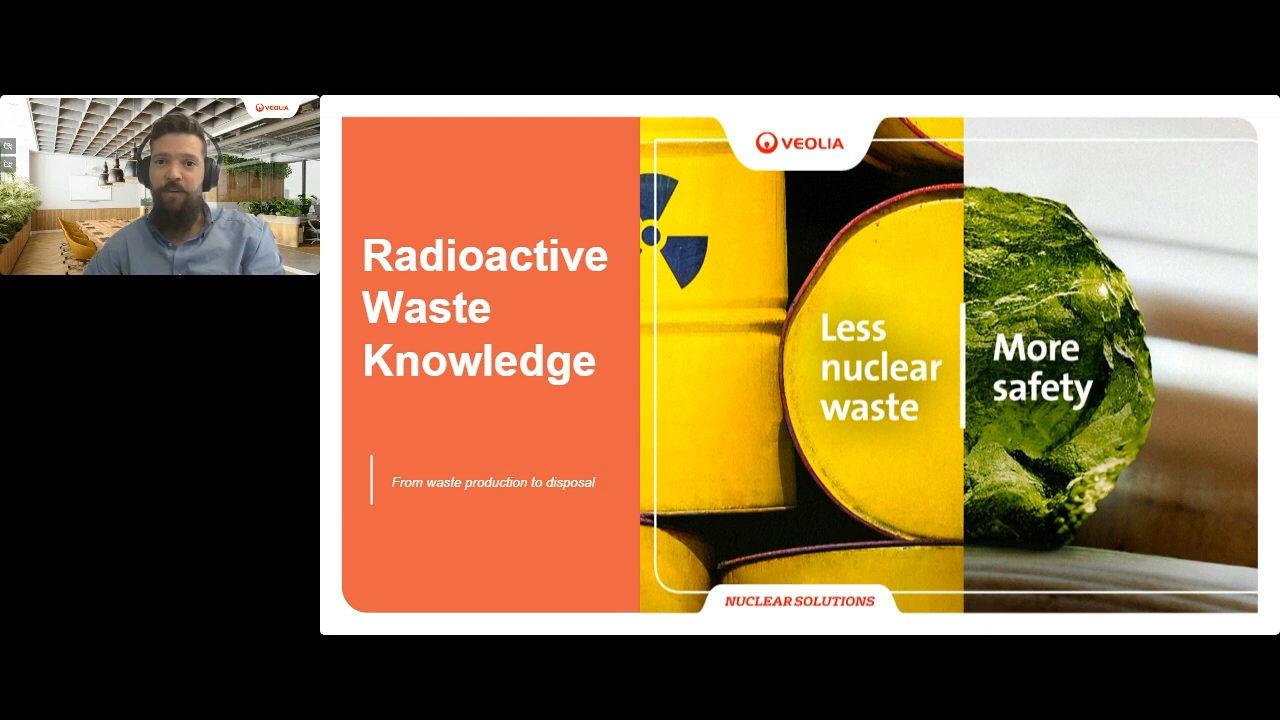 VEOLIA
Radioactive
Waste
Knowledge
From waste production to disposal
VEOLIA
Less
nuclear
waste
More
safety
NUCLEAR SOLUTIONS